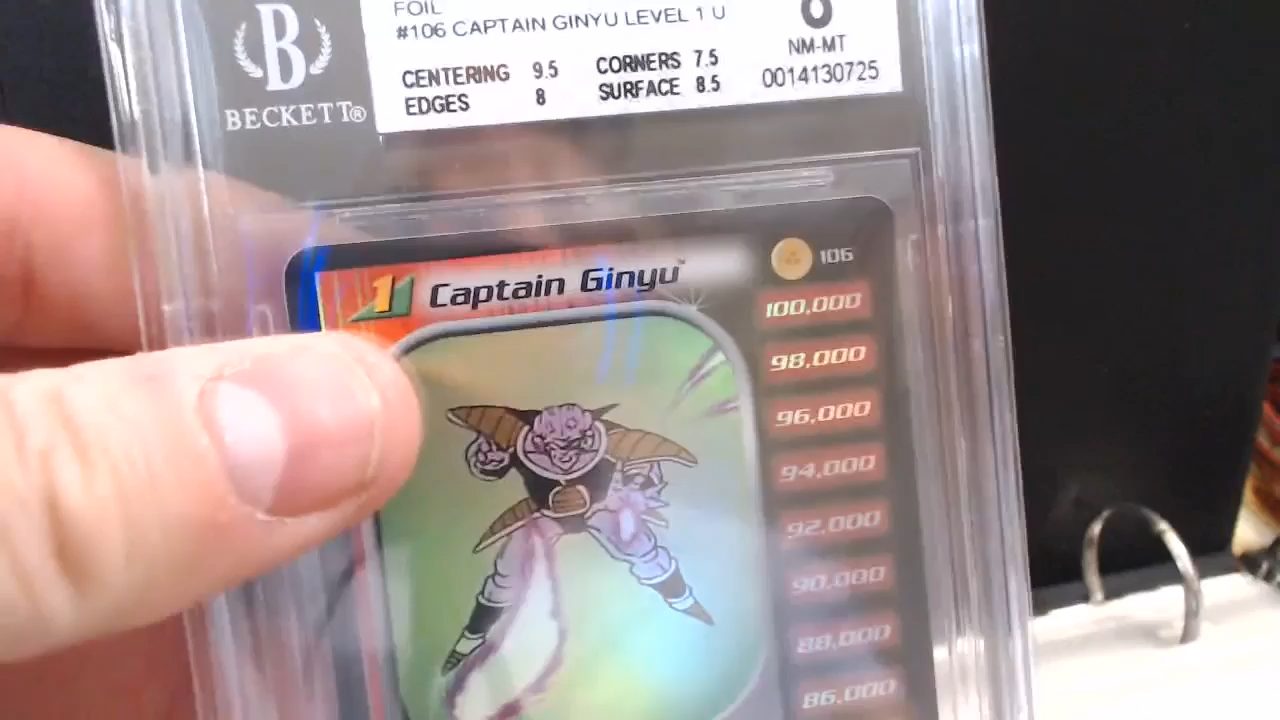 FOIL
#106 CAPTAIN GINYU LEVEL 1 U
CENTERING 9.5 CORNERS 7.5
EDGES 8 SURFACE 8.5
NM-MT
0014130725
B
BECKETT®
1 Captain Ginyu™ 106
100,000
98,000
96,000
94,000
92,000
90,000
88,000
86,000